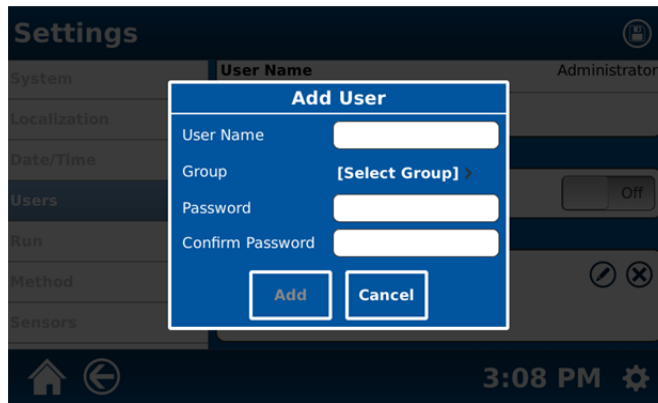 Settings
User Name Administrator
System
Localization
Date/Time
Users
Off
Run
Method
Sensors
Add User
User Name
Group [Select Group] >
Password
Confirm Password
Add Cancel
3:08 PM